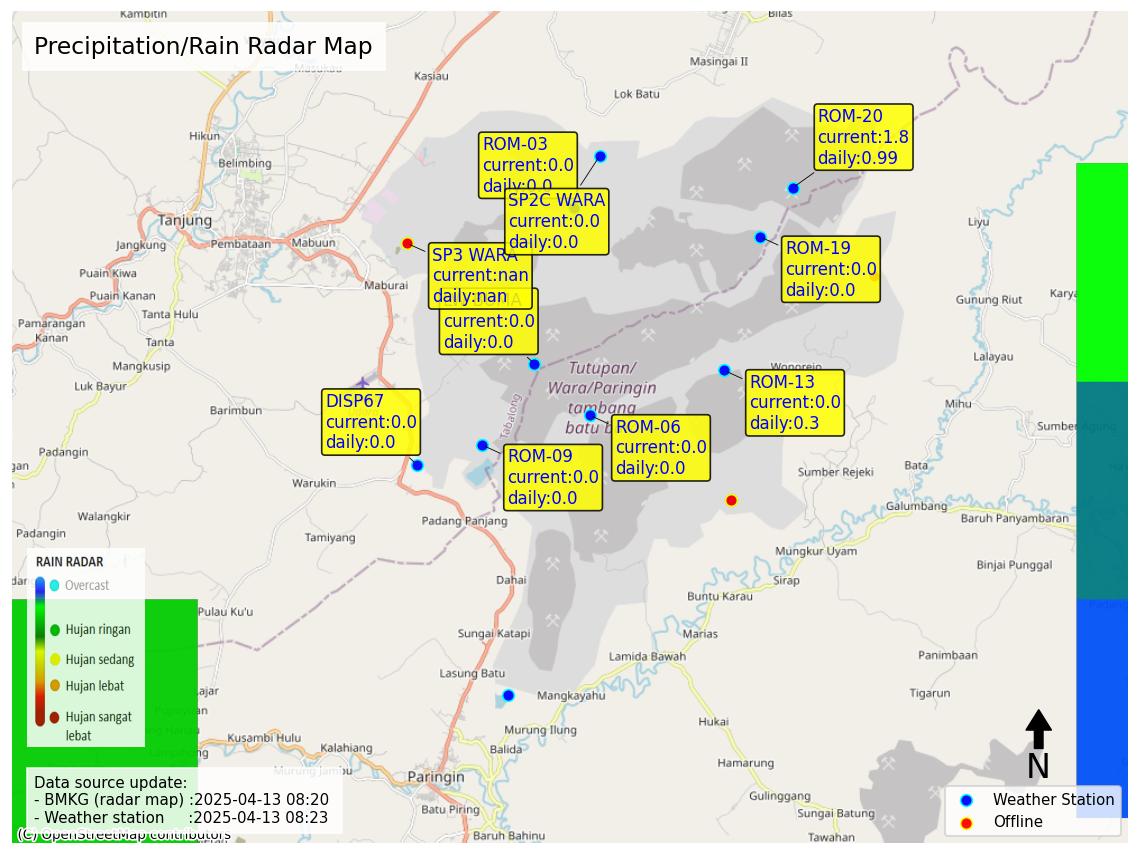 Kambitin
Bilas
Precipitation/Rain Radar Map
Masukau
Kasiau
Masingai II
Lok Batu
Hikun
Belimbing
ROM-03
current:0.0
daily:0.0
ROM-20
current:1.8
daily:0.99
SP2C WARA
current:0.0
daily:0.0
Tanjung
Jangkung
Pembataan
Mabuun
Liyu
SP3 WARA
current:nan
daily:nan
ROM-19
current:0.0
daily:0.0
Puain Kiwa
Puain Kanan
Maburai
Gunung Riut
Karya
Tanta Hulu
current:0.0
daily:0.0
Pamarangan
Kanan
Tanta
Mangkusip
Luk Bayur
Lalayau
Wonorejo
Tutupan/
Wara/Paringin
tambang
batu b
ROM-13
current:0.0
daily:0.3
DISP67
current:0.0
daily:0.0
Barimbun
Tabalong
Mihu
ROM-06
current:0.0
daily:0.0
Sumber Agung
Padangin
ROM-09
current:0.0
daily:0.0
gan
Warukin
Bata
Sumber Rejeki
Galumbang
Baruh Panyambaran
Walangkir
Padang Panjang
Padangin
Tamiyang
Mungkur Uyam
Binjai Punggal
RAIN RADAR
Overcast
Hujan ringan
Hujan sedang
Hujan lebat
Hujan sangat
lebat
Dahai
Sirap
Buntu Karau
Pulau Ku'u
Sungai Katapi
Marias
Lamida Bawah
Panimbaan
Lasung Batu
Mangkayahu
Tigarun
Hukai
Murung Ilung
Kusambi Hulu
Kalahiang
Balida
Hamarung
Murung Jambu
Paringin
N
Data source update:
- BMKG (radar map) :2025-04-13 08:20
- Weather station :2025-04-13 08:23
Gulinggang
Weather Station
Offline
Batu Piring
Sungai Batung
(C) OpenStreetMap contributors
Baruh Bahinu
Tawahan